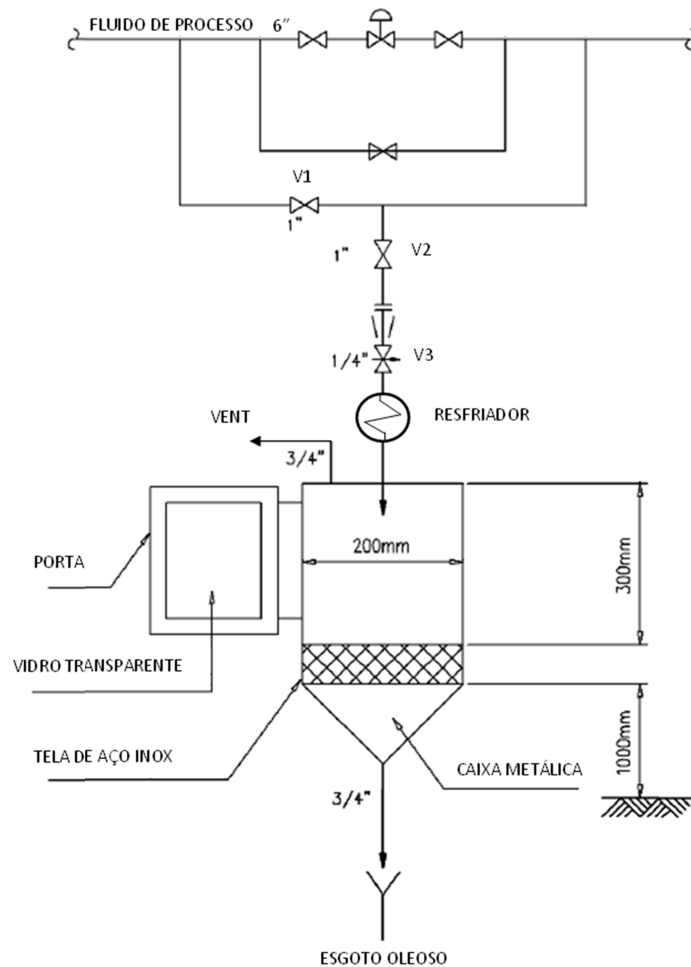 FLUIDO DE PROCESSO 6"
V1
1"
1" V2
1/4" V3
RESFRIADOR
VENT
3/4"
200mm
300mm
PORTA
VIDRO TRANSPARENTE
TELA DE AÇO INOX
CAIXA METÁLICA
1000mm
3/4"
ESGOTO OLEOSO